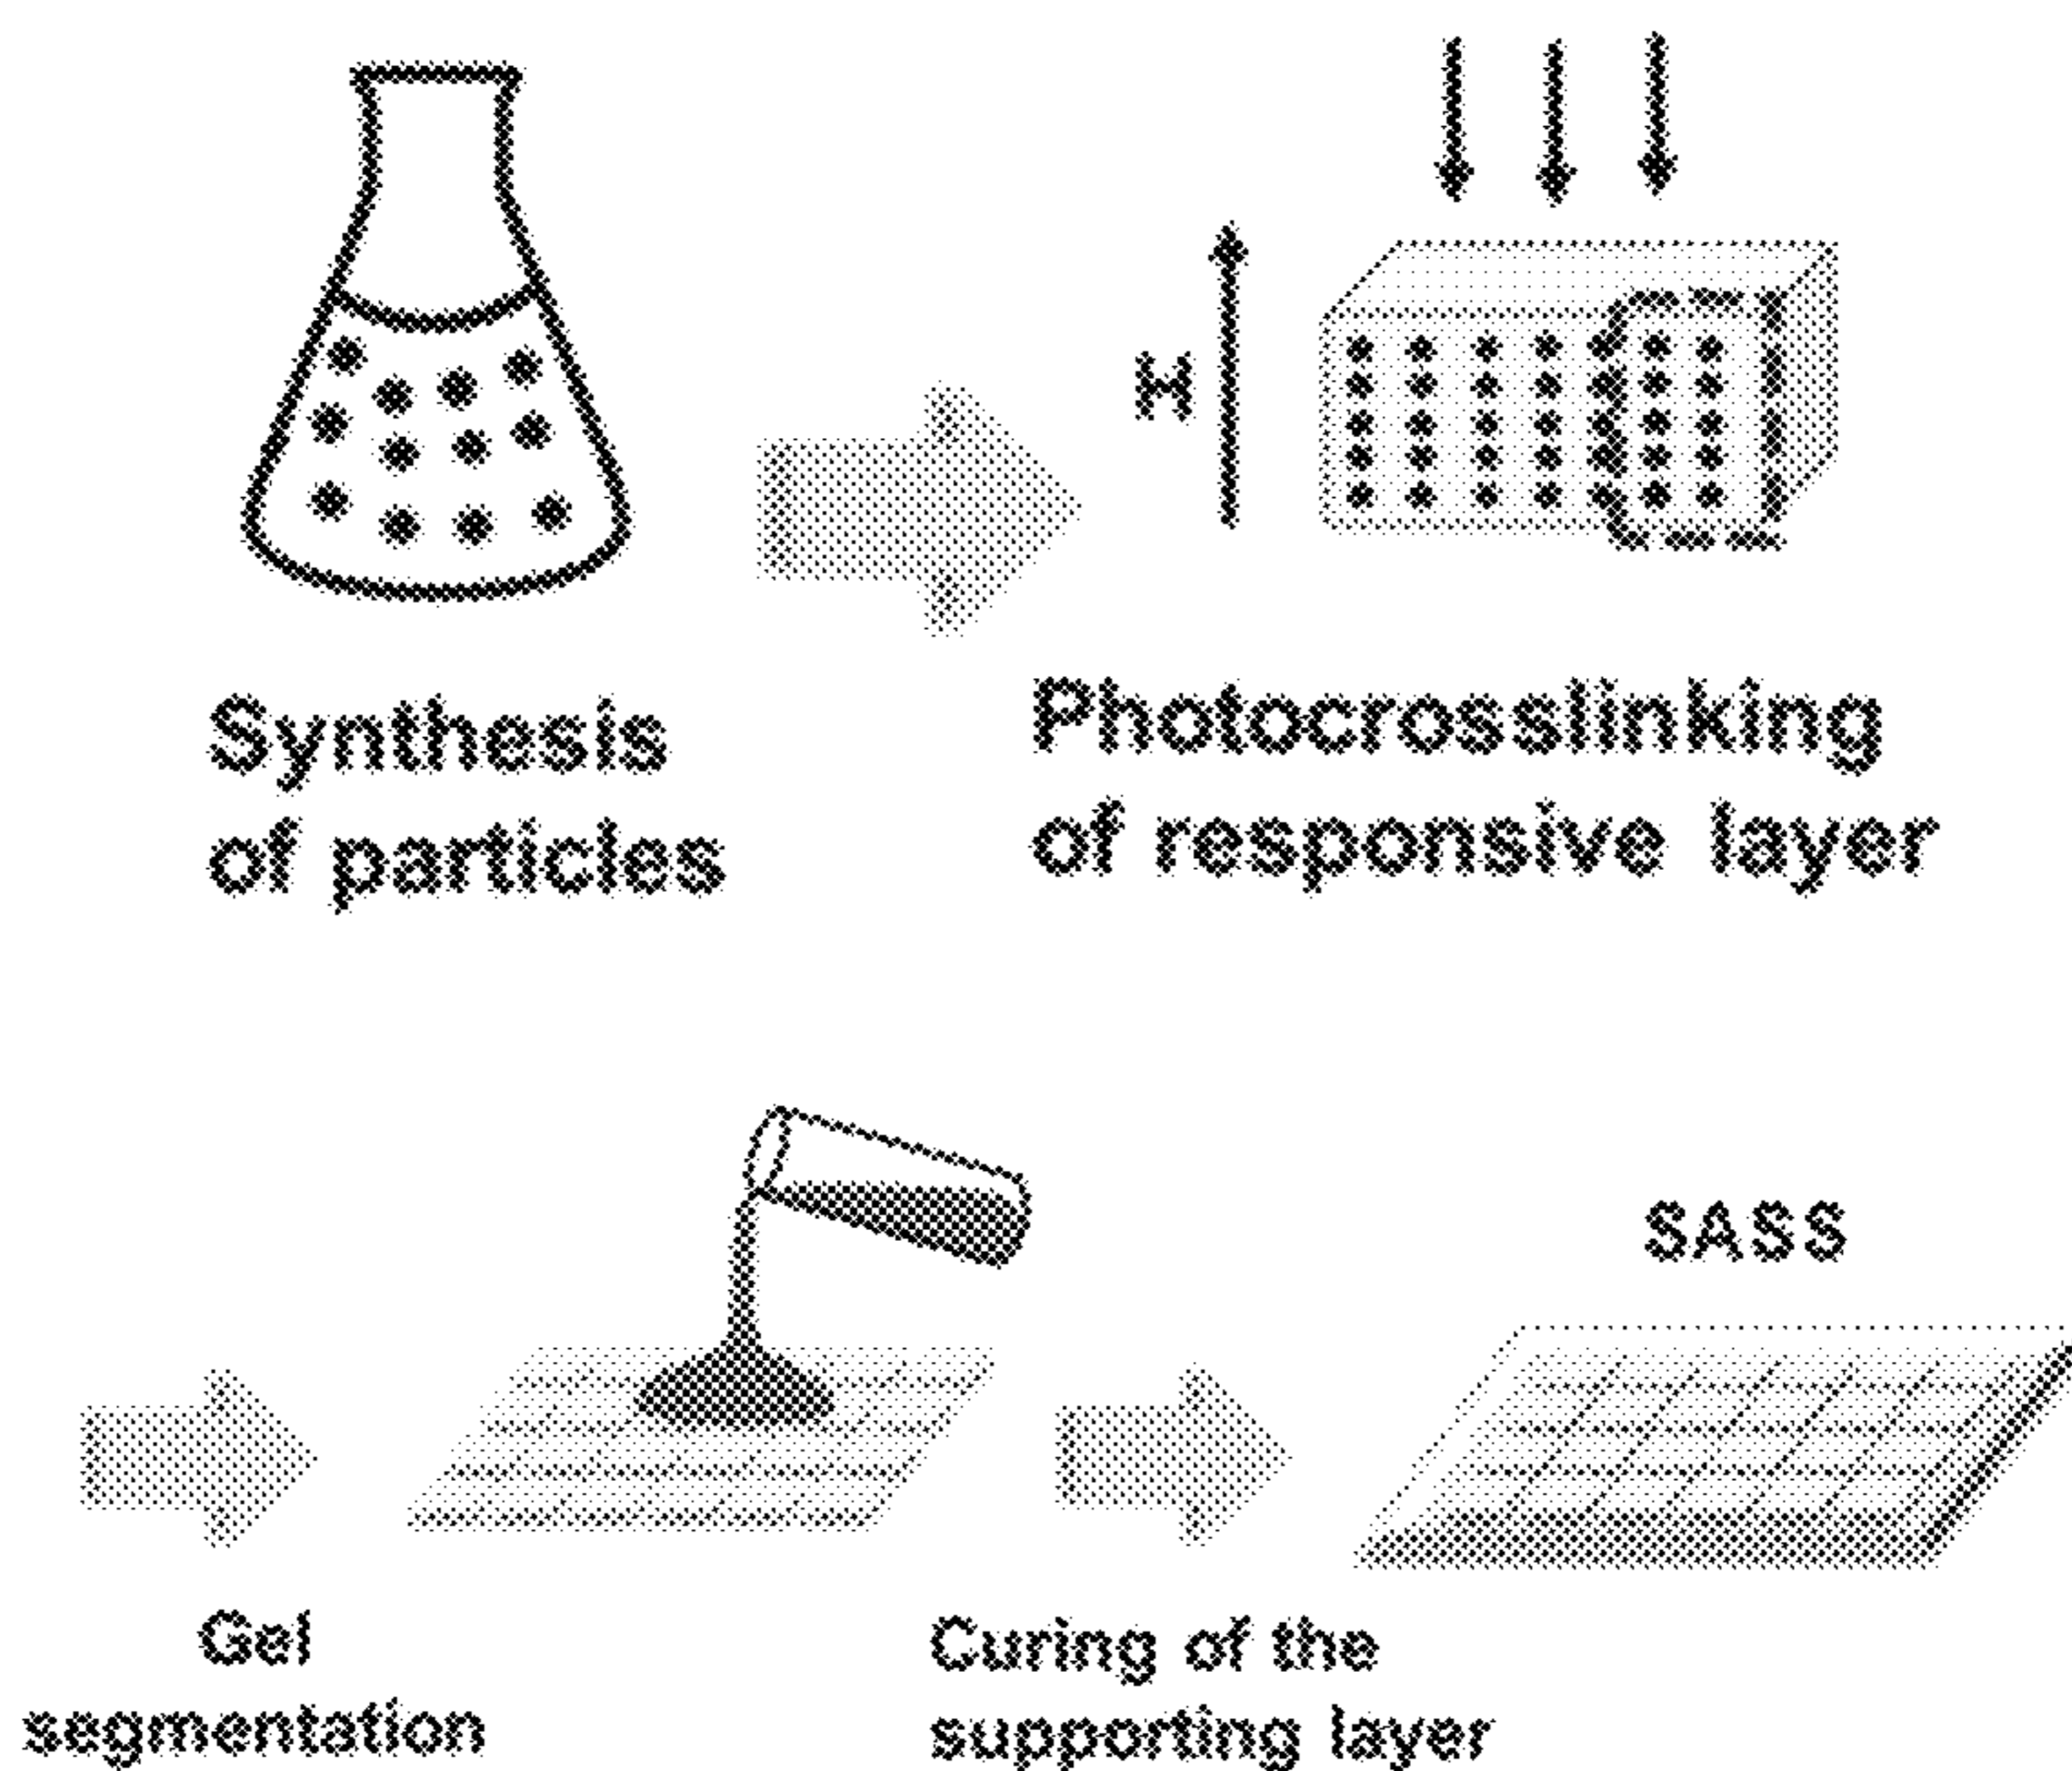 H
Synthesis
of particles
Photocrosslinking
of responsive layer
SASS
Gel
segmentation
Curing of the
supporting layer